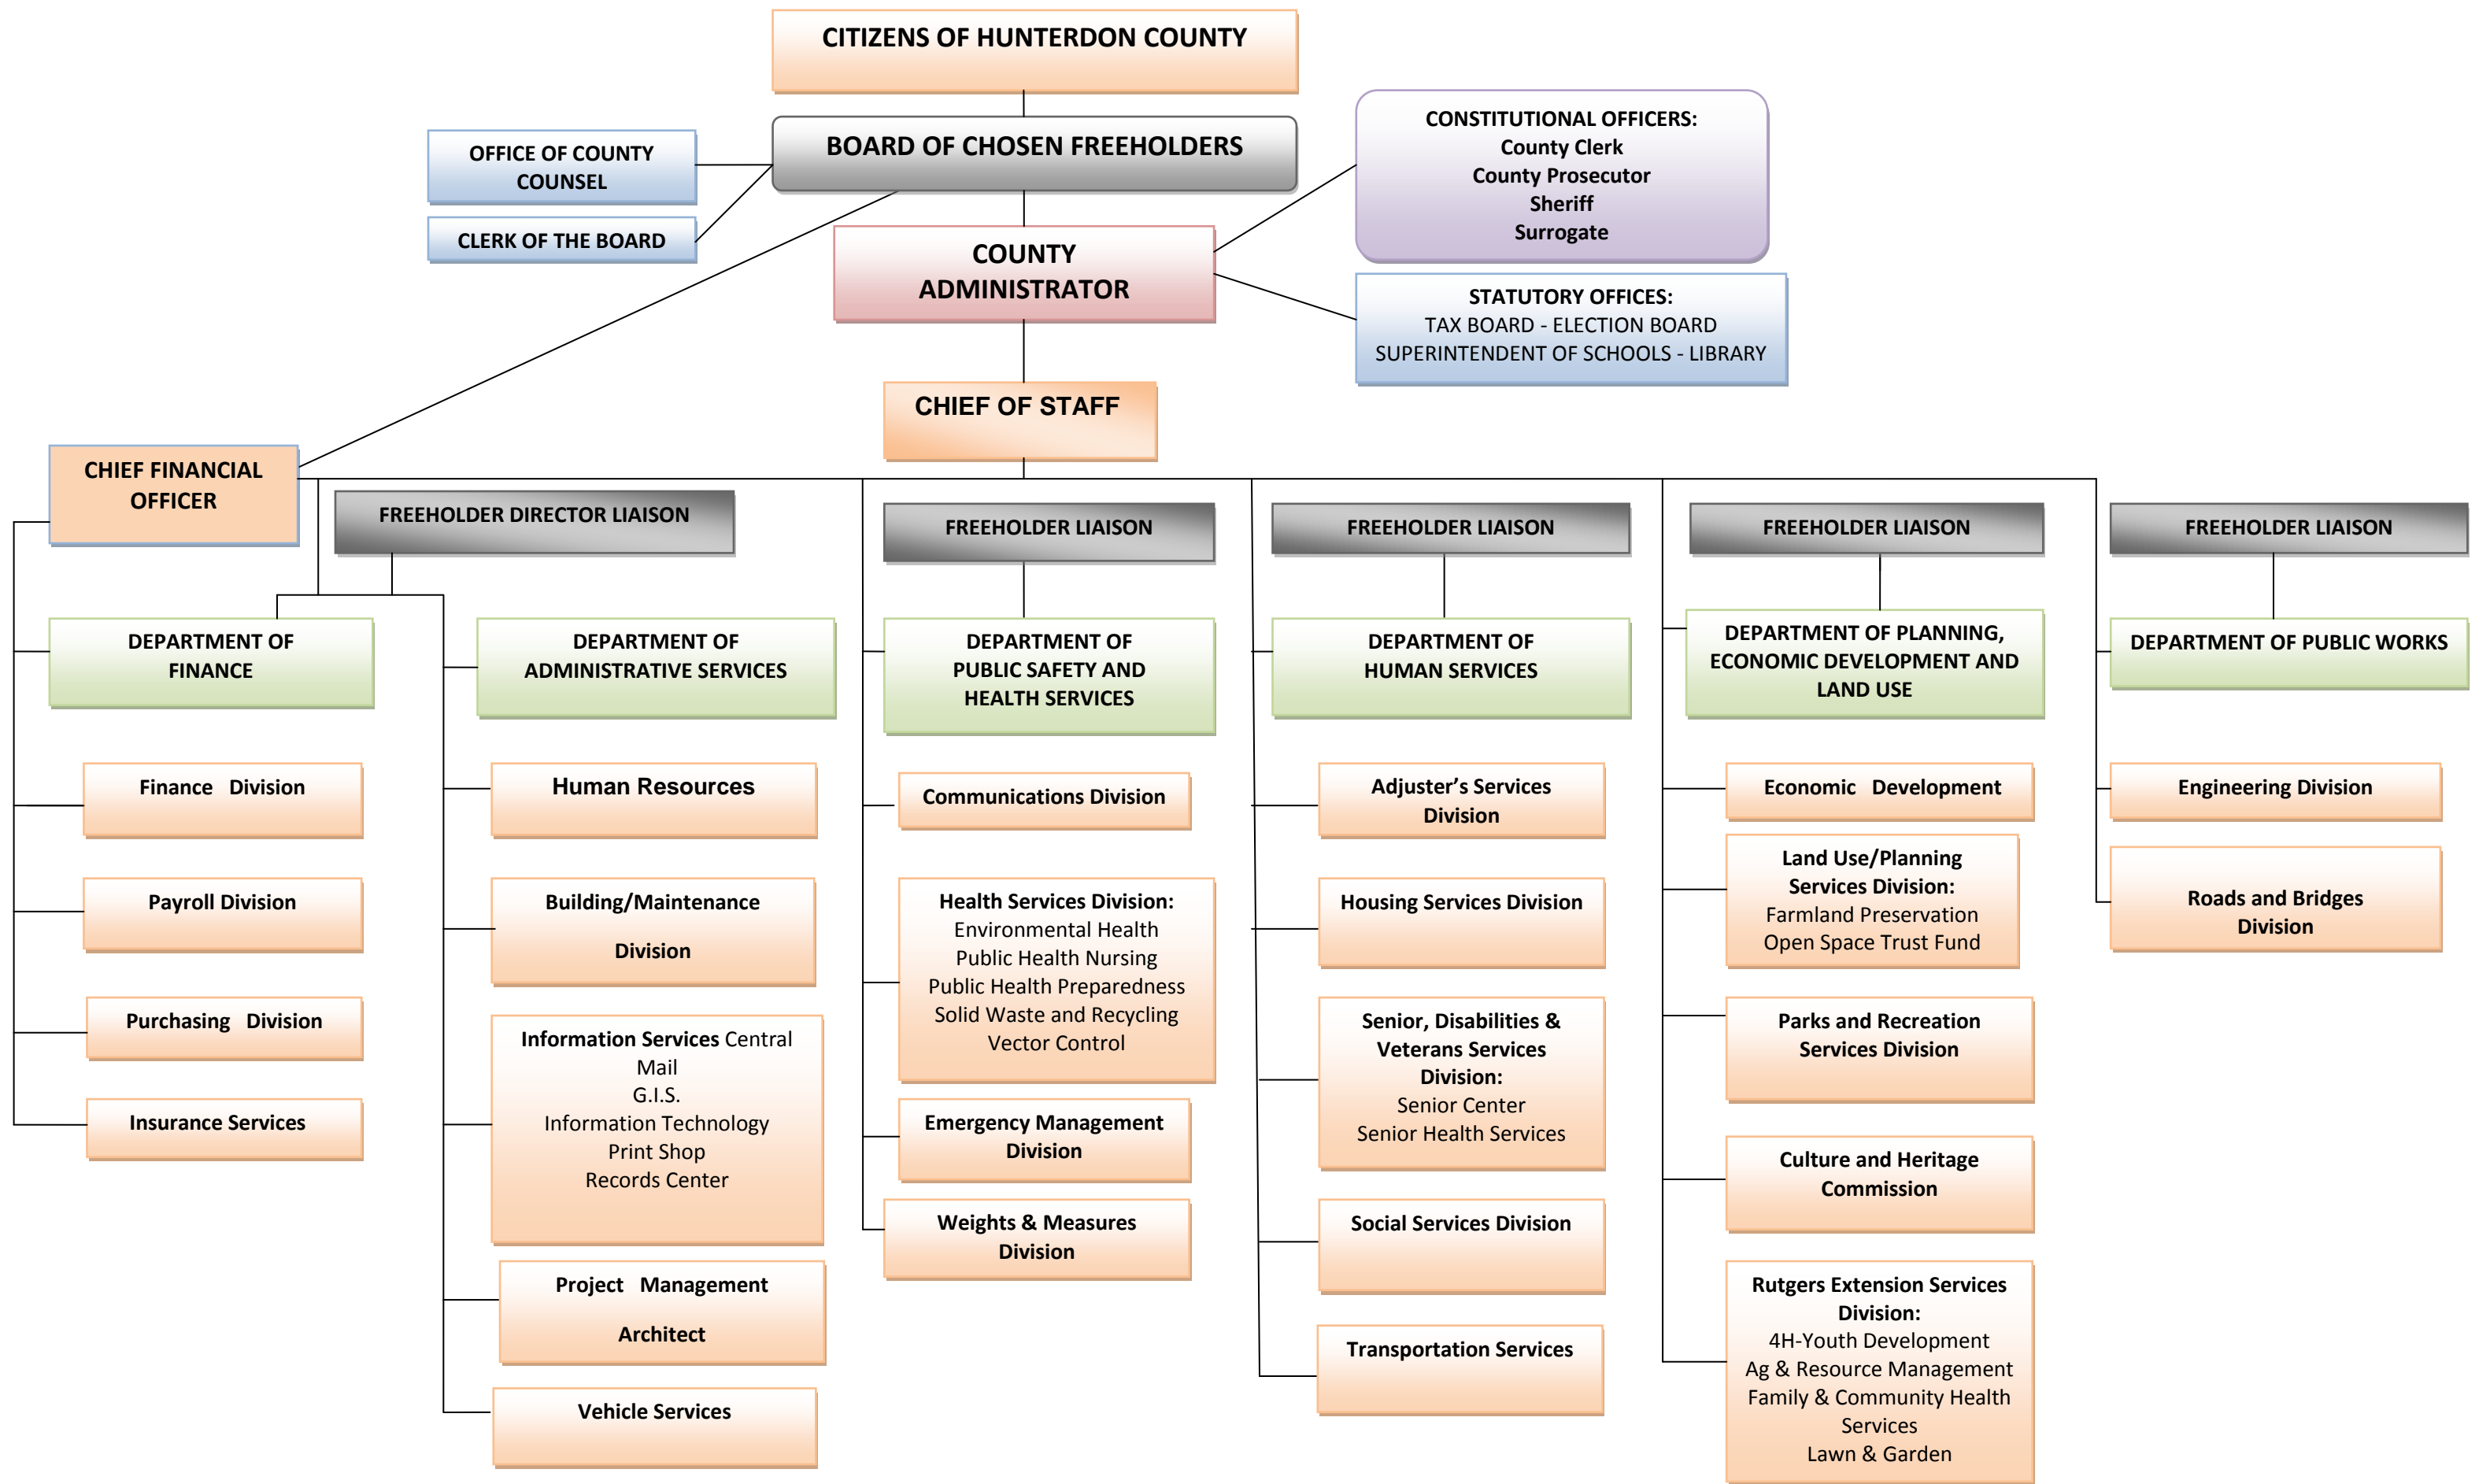 CITIZENS OF HUNTERDON COUNTY
BOARD OF CHOSEN FREEHOLDERS
OFFICE OF COUNTY
COUNSEL
CLERK OF THE BOARD
CONSTITUTIONAL OFFICERS:
County Clerk
County Prosecutor
Sheriff
Surrogate
COUNTY
ADMINISTRATOR
STATUTORY OFFICES:
TAX BOARD - ELECTION BOARD
SUPERINTENDENT OF SCHOOLS - LIBRARY
CHIEF OF STAFF
CHIEF FINANCIAL
OFFICER
FREEHOLDER DIRECTOR LIAISON
FREEHOLDER LIAISON
FREEHOLDER LIAISON
FREEHOLDER LIAISON
FREEHOLDER LIAISON
DEPARTMENT OF
FINANCE
Finance Division
Payroll Division
Purchasing Division
Insurance Services
DEPARTMENT OF
ADMINISTRATIVE SERVICES
Human Resources
Building/Maintenance
Division
Information Services Central
Mail
G.I.S.
Information Technology
Print Shop
Records Center
Project Management
Architect
Vehicle Services
DEPARTMENT OF
PUBLIC SAFETY AND
HEALTH SERVICES
Communications Division
Health Services Division:
Environmental Health
Public Health Nursing
Public Health Preparedness
Solid Waste and Recycling
Vector Control
Emergency Management
Division
Weights & Measures
Division
DEPARTMENT OF
HUMAN SERVICES
Adjuster’s Services
Division
Housing Services Division
Senior, Disabilities &
Veterans Services
Division:
Senior Center
Senior Health Services
Social Services Division
Transportation Services
DEPARTMENT OF PLANNING,
ECONOMIC DEVELOPMENT AND
LAND USE
Economic Development
Land Use/Planning
Services Division:
Farmland Preservation
Open Space Trust Fund
Parks and Recreation
Services Division
Culture and Heritage
Commission
Rutgers Extension Services
Division:
4H-Youth Development
Ag & Resource Management
Family & Community Health
Services
Lawn & Garden
DEPARTMENT OF PUBLIC WORKS
Engineering Division
Roads and Bridges
Division